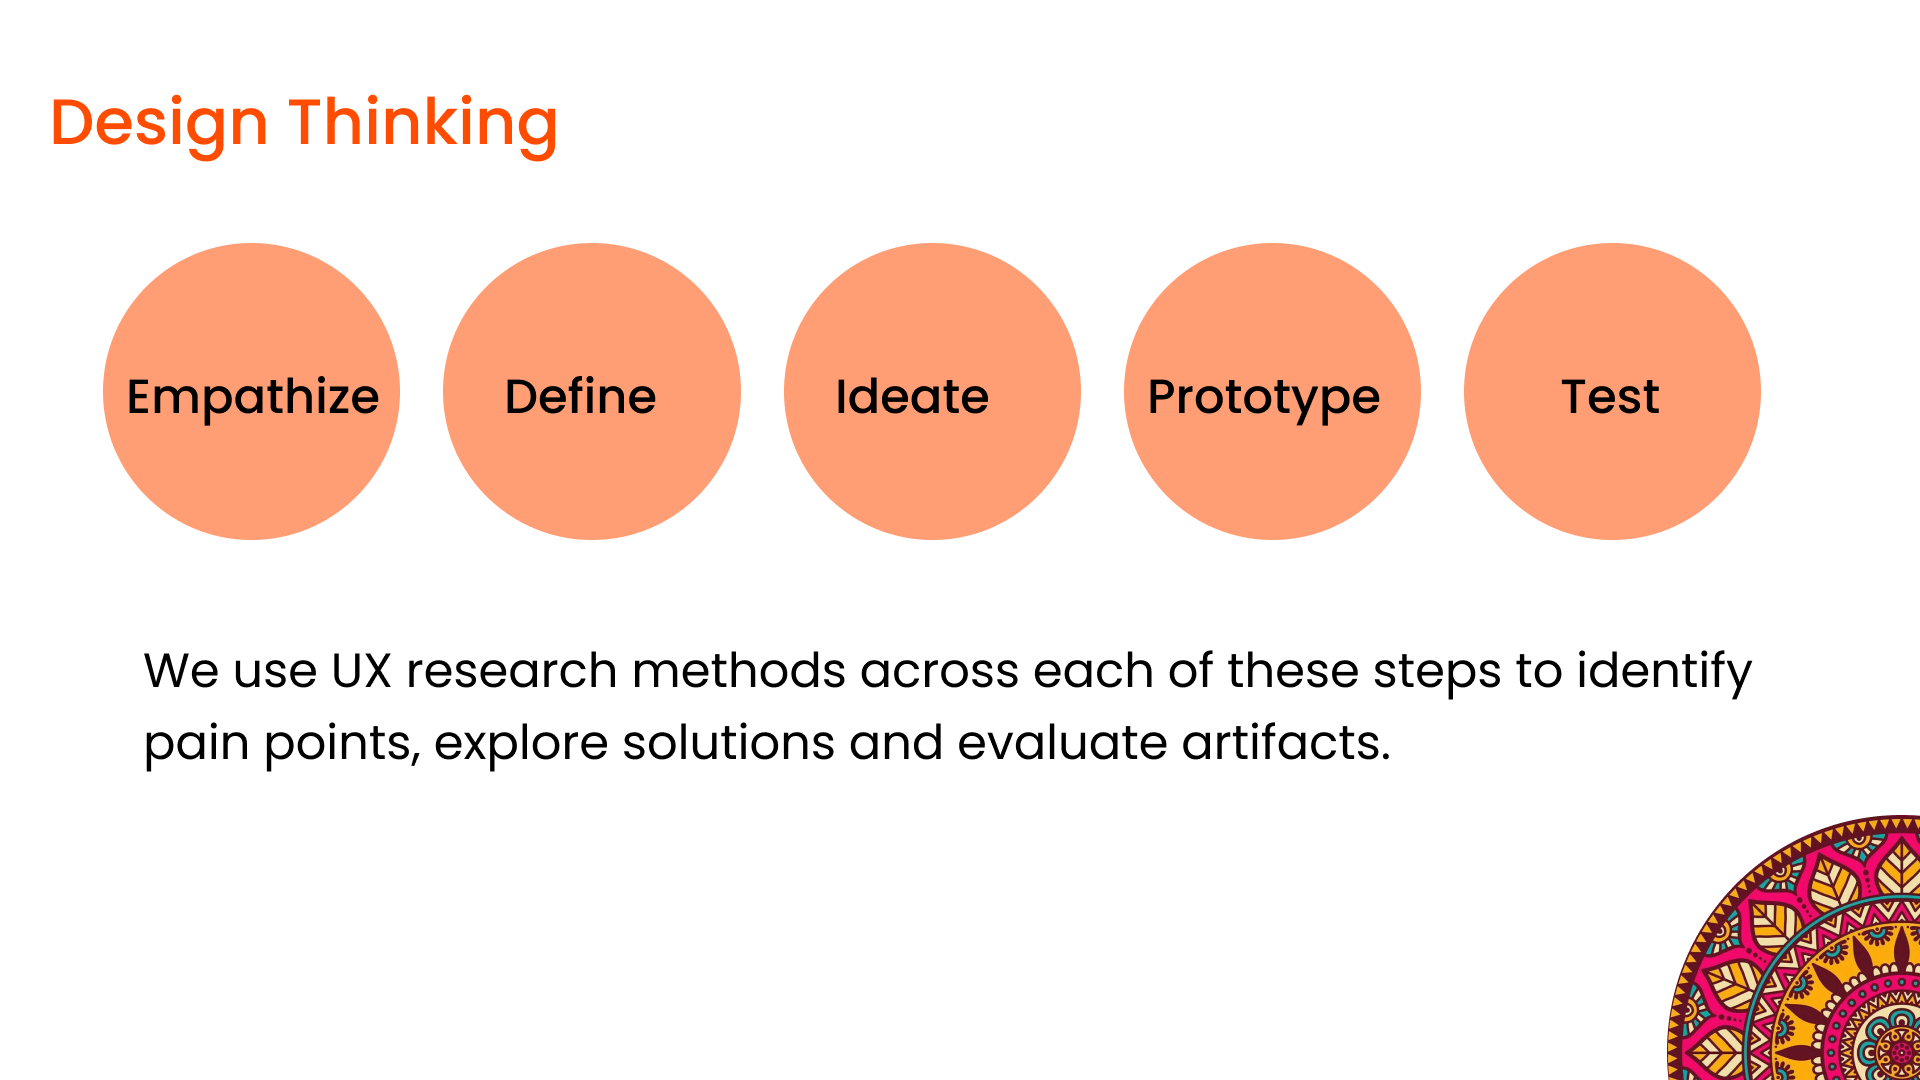 Design Thinking
Empathize
Define
Ideate
Prototype
Test
We use UX research methods across each of these steps to identify
pain points, explore solutions and evaluate artifacts.